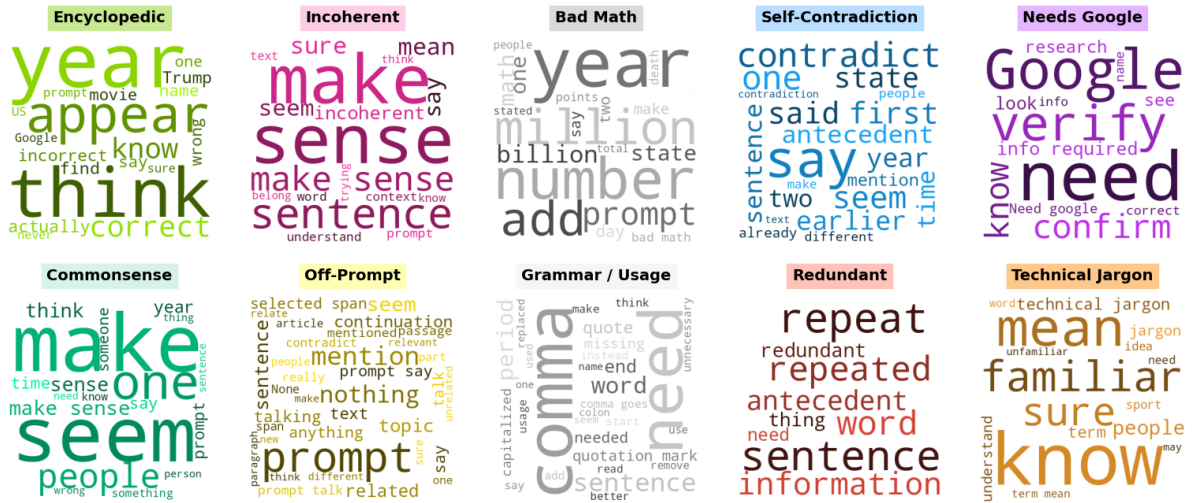 Encyclopedic
Incoherent
Bad Math
Self-Contradiction
Needs Google
year
one
Trump
prompt movie name
US
appear
Google
know
wrong
incorrect say
find
sure
think
actually
correct
never
text
sure
mean
think
make
say
seem
incoherent
sense
make sense
trying
belong word context know
sentence
understand prompt
people
math
one
year
death
points
stated
say
two
make
million
billion
total
state
number
add
prompt
day
bad math
contradict
one
state
contradiction
people
said first
sentence
antecedent
say
year
make
mention
two
seem
time
text
earlier
already different
research
name
Google
look info
see
verify
info required
know
need
Need google
correct
confirm
Commonsense
Off-Prompt
Grammar / Usage
Redundant
Technical Jargon
think
year
thing
someone
make
time
sense
one
sentence
need
know
make sense
say
seem
prompt
people
person
wrong
something
selected span
seem
relate
article
continuation
mentioned
passage
sentence
contradict
relevant
people
mention
part
prompt say
really
None
make
nothing
talk
unrelated
talking
text
span
anything
topic
new
paragraph
prompt
sure
say
think different
one
prompt talk
related
make
think
period
used
replaced
comma
quote
missing
instead
need
unnecessary
name
end
capitalized
usage
one
word
comma goes
colon
seem
start
use
needed
quotation mark
add
read
remove
say
sentence
better
repeat
redundant
repeated
antecedent
thing
word
need
sentence
information
word
technical jargon
mean
jargon
idea
unfamiliar
need
familiar
sure
sport
term
people
understand
know
may
term mean